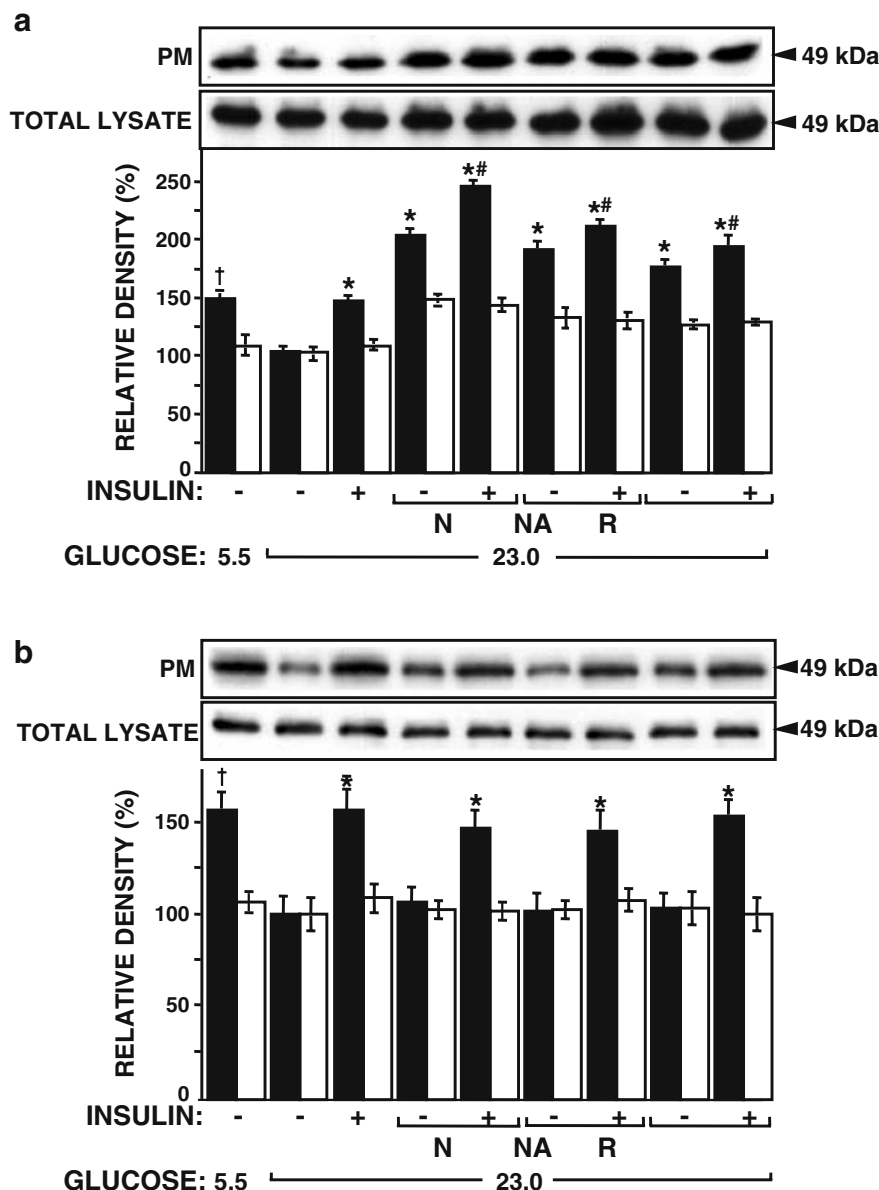 a
PM
49 kDa
TOTAL LYSATE
49 kDa
RELATIVE DENSITY (%)
250
200
150
100
50
0
† * * *# * *# * *#
INSULIN: - - + - + - + - +
N NA R
GLUCOSE: 5.5 23.0
b
PM
49 kDa
TOTAL LYSATE
49 kDa
RELATIVE DENSITY (%)
150
100
50
0
† * * * *
INSULIN: - - + - + - + - +
N NA R
GLUCOSE: 5.5 23.0